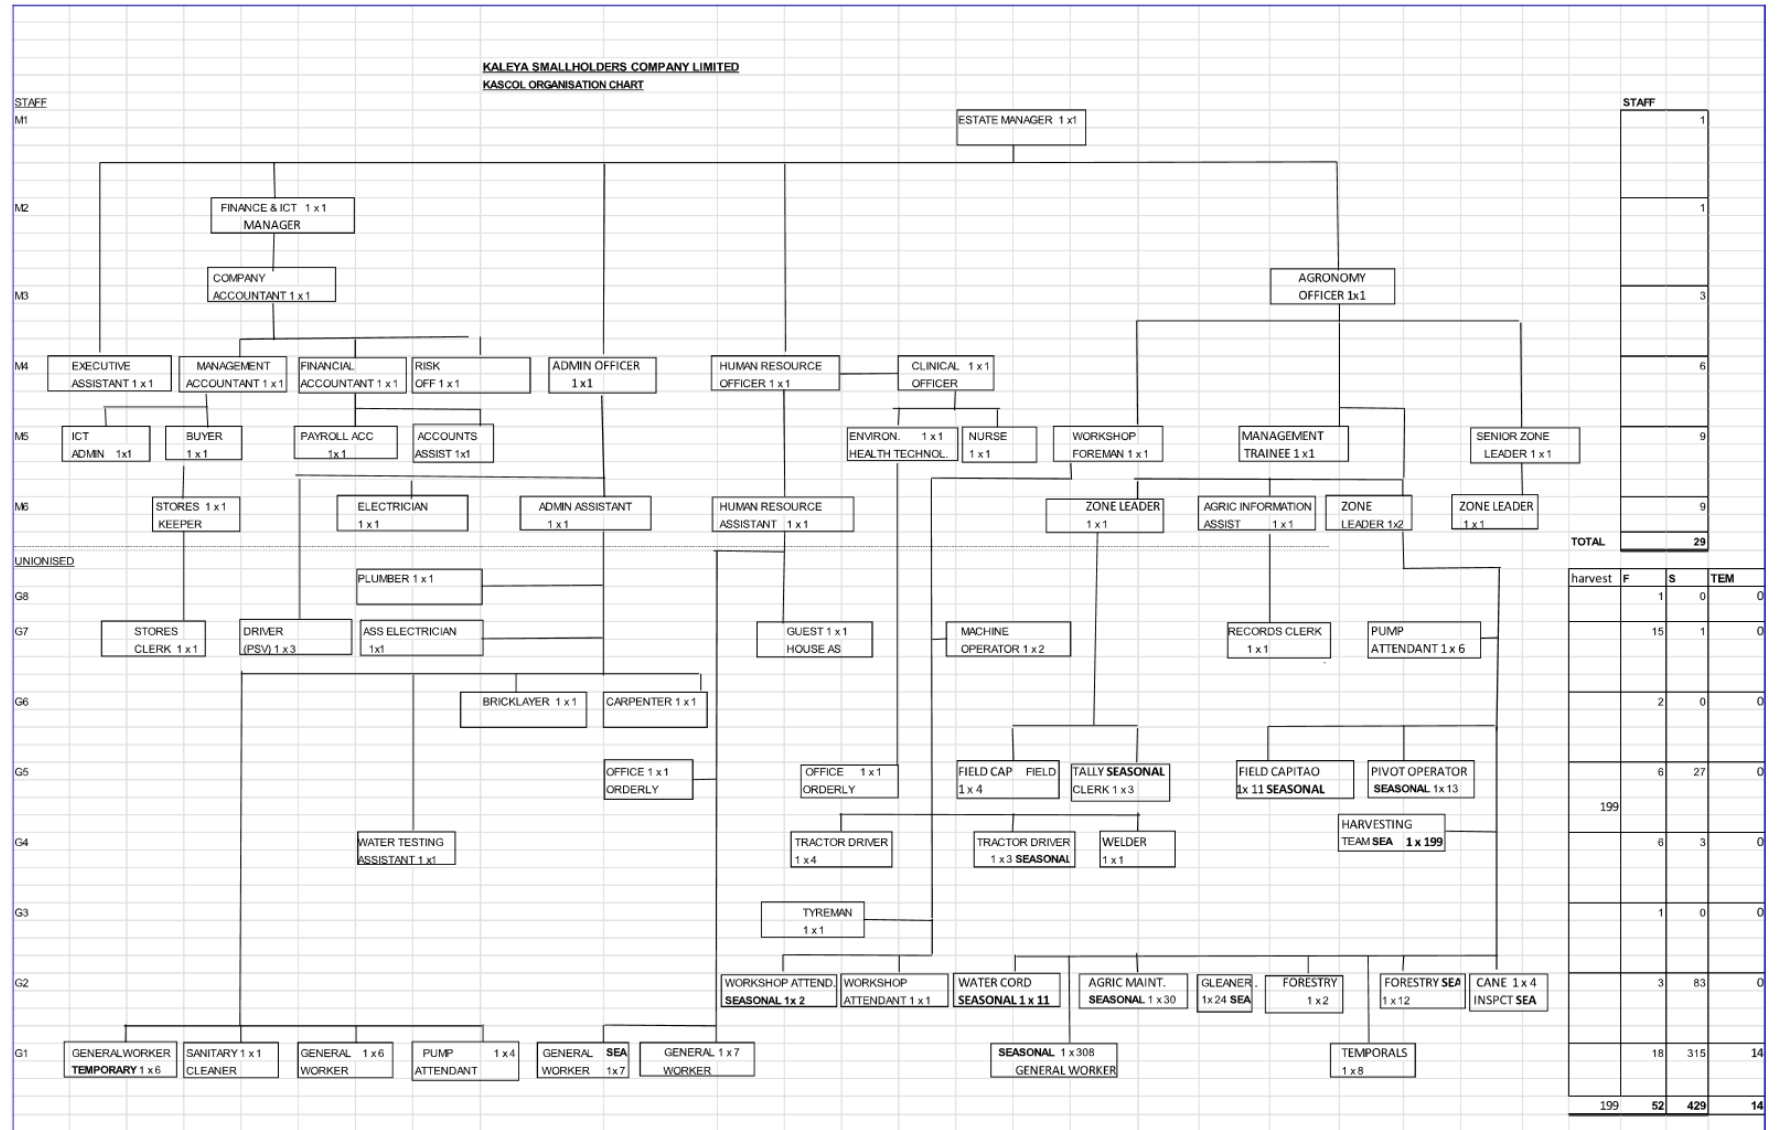 KALEYA SMALLHOLDERS COMPANY LIMITED
KASCOL ORGANISATION CHART
STAFF
STAFF
M1
ESTATE MANAGER 1 x1
1
M2
FINANCE & ICT 1 x 1
MANAGER
1
COMPANY
ACCOUNTANT 1 x 1
AGRONOMY
OFFICER 1x1
M3
3
M4
EXECUTIVE
ASSISTANT 1 x 1
MANAGEMENT
ACCOUNTANT 1 x 1
FINANCIAL
ACCOUNTANT 1 x 1
RISK
OFF 1 x 1
ADMIN OFFICER
1 x1
HUMAN RESOURCE
OFFICER 1 x 1
CLINICAL 1 x 1
OFFICER
6
M5
ICT
ADMIN 1x1
BUYER
1 x 1
PAYROLL ACC
1x 1
ACCOUNTS
ASSIST 1x1
ENVIRON. 1 x 1
HEALTH TECHNOL.
NURSE
1 x 1
WORKSHOP
FOREMAN 1 x 1
MANAGEMENT
TRAINEE 1 x 1
SENIOR ZONE
LEADER 1 x 1
9
M6
STORES 1 x 1
KEEPER
ELECTRICIAN
1 x 1
ADMIN ASSISTANT
1 x 1
HUMAN RESOURCE
ASSISTANT 1 x 1
ZONE LEADER
1 x 1
AGRIC INFORMATION
ASSIST 1 x 1
ZONE
LEADER 1x2
ZONE LEADER
1 x 1
9
TOTAL 29
UNIONISED
harvest F S TEM
PLUMBER 1 x 1
G8
1 0 0
G7
STORES
CLERK 1 x 1
DRIVER
(PSV) 1 x 3
ASS ELECTRICIAN
1x1
GUEST 1 x 1
HOUSE AS
MACHINE
OPERATOR 1 x 2
RECORDS CLERK
1 x 1
PUMP
ATTENDANT 1 x 6
15 1 0
G6
BRICKLAYER 1 x 1
CARPENTER 1 x 1
2 0 0
G5
OFFICE 1 x 1
ORDERLY
OFFICE 1 x 1
ORDERLY
FIELD CAP FIELD
1 x 4
TALLY SEASONAL
CLERK 1 x 3
FIELD CAPITAO
1x 11 SEASONAL
PIVOT OPERATOR
SEASONAL 1x 13
6 27 0
199
G4
WATER TESTING
ASSISTANT 1 x1
TRACTOR DRIVER
1 x 4
TRACTOR DRIVER
1 x 3 SEASONAL
WELDER
1 x 1
HARVESTING
TEAM SEA 1 x 199
6 3 0
G3
TYREMAN
1 x 1
1 0 0
G2
WORKSHOP ATTEND.
SEASONAL 1x 2
WORKSHOP
ATTENDANT 1 x 1
WATER CORD
SEASONAL 1 x 11
AGRIC MAINT.
SEASONAL 1 x 30
GLEANER .
1x 24 SEA
FORESTRY
1 x 2
FORESTRY SEA
1 x 12
CANE 1 x 4
INSPCT SEA
3 83 0
G1
GENERALWORKER
TEMPORARY 1 x 6
SANITARY 1 x 1
CLEANER
GENERAL 1 x 6
WORKER
PUMP 1 x 4
ATTENDANT
GENERAL SEA
WORKER 1x 7
GENERAL 1 x 7
WORKER
SEASONAL 1 x 308
GENERAL WORKER
TEMPORALS
1 x 8
18 315 14
199 52 429 14